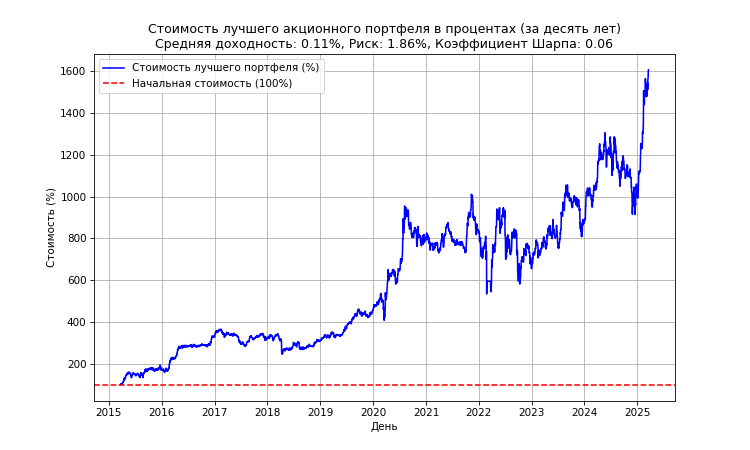 Стоимость лучшего акционного портфеля в процентах (за десять лет)
Средняя доходность: 0.11%, Риск: 1.86%, Коэффициент Шарпа: 0.06
Стоимость лучшего портфеля (%)
Начальная стоимость (100%)
Стоимость (%)
1600
1400
1200
1000
800
600
400
200
2015 2016 2017 2018 2019 2020 2021 2022 2023 2024 2025
День